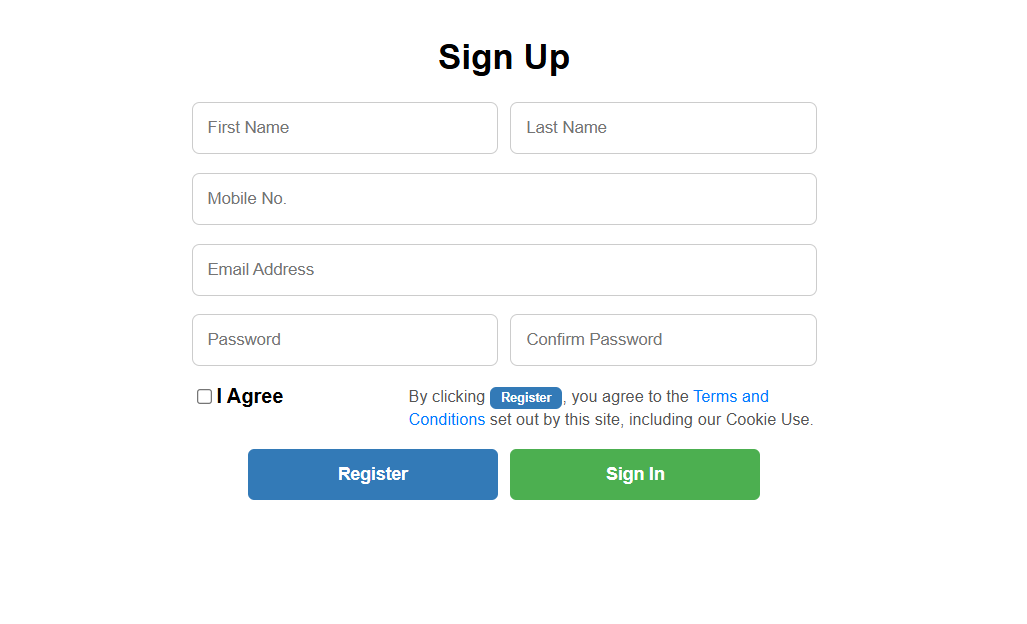 Sign Up
First Name Last Name
Mobile No.
Email Address
Password Confirm Password
I Agree By clicking Register, you agree to the Terms and
Conditions set out by this site, including our Cookie Use.
Register Sign In